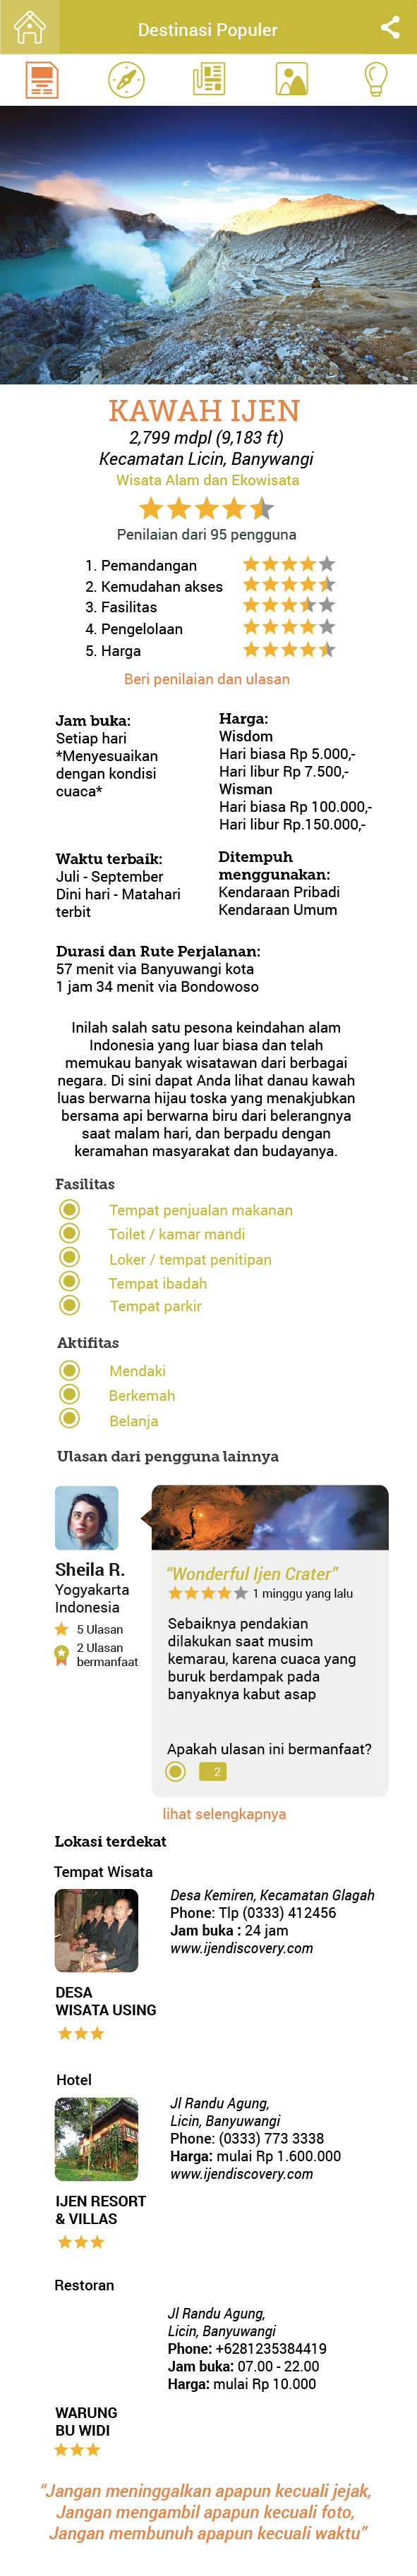 Destinasi Populer
KAWAH IJEN
2,799 mdpl (9,183 ft)
Kecamatan Licin, Banywangi
Wisata Alam dan Ekowisata
Penilaian dari 95 pengguna
1. Pemandangan
2. Kemudahan akses
3. Fasilitas
4. Pengelolaan
5. Harga
Beri penilaian dan ulasan
Jam buka:
Setiap hari
*Menyesuaikan
dengan kondisi
cuaca*
Harga:
Wisdom
Hari biasa Rp 5.000,-
Hari libur Rp 7.500,-
Wisman
Hari biasa Rp 100.000,-
Hari libur Rp.150.000,-
Waktu terbaik:
Juli - September
Dini hari - Matahari
terbit
Ditempuh
menggunakan:
Kendaraan Pribadi
Kendaraan Umum
Durasi dan Rute Perjalanan:
57 menit via Banyuwangi kota
1 jam 34 menit via Bondowoso
Inilah salah satu pesona keindahan alam
Indonesia yang luar biasa dan telah
memukau banyak wisatawan dari berbagai
negara. Di sini dapat Anda lihat danau kawah
luas berwarna hijau toska yang menakjubkan
bersama api berwarna biru dari belerangnya
saat malam hari, dan berpadu dengan
keramahan masyarakat dan budayanya.
Fasilitas
Tempat penjualan makanan
Toilet / kamar mandi
Loker / tempat penitipan
Tempat ibadah
Tempat parkir
Aktifitas
Mendaki
Berkemah
Belanja
Ulasan dari pengguna lainnya
Sheila R.
Yogyakarta
Indonesia
5 Ulasan
2 Ulasan
bermanfaat
“Wonderful Ijen Crater”
1 minggu yang lalu
Sebaiknya pendakian
dilakukan saat musim
kemarau, karena cuaca yang
buruk berdampak pada
banyaknya kabut asap
Apakah ulasan ini bermanfaat?
2
lihat selengkapnya
Lokasi terdekat
Tempat Wisata
Desa Kemiren, Kecamatan Glagah
Phone: Tlp (0333) 412456
Jam buka : 24 jam
www.ijendiscovery.com
DESA
WISATA USING
Hotel
Jl Randu Agung,
Licin, Banyuwangi
Phone: (0333) 773 3338
Harga: mulai Rp 1.600.000
www.ijendiscovery.com
IJEN RESORT
& VILLAS
Restoran
Jl Randu Agung,
Licin, Banyuwangi
Phone: +6281235384419
Jam buka: 07.00 - 22.00
Harga: mulai Rp 10.000
WARUNG
BU WIDI
“Jangan meninggalkan apapun kecuali jejak,
Jangan mengambil apapun kecuali foto,
Jangan membunuh apapun kecuali waktu”